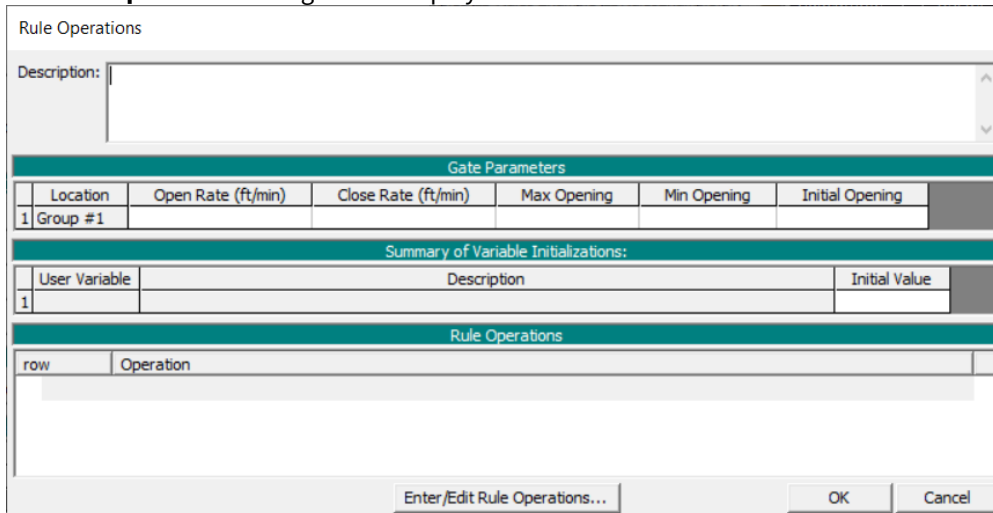 Rule Operations
Description:
Gate Parameters
Location Open Rate (ft/min) Close Rate (ft/min) Max Opening Min Opening Initial Opening
1 Group #1
Summary of Variable Initializations:
User Variable Description Initial Value
1
Rule Operations
row Operation
Enter/Edit Rule Operations... OK Cancel